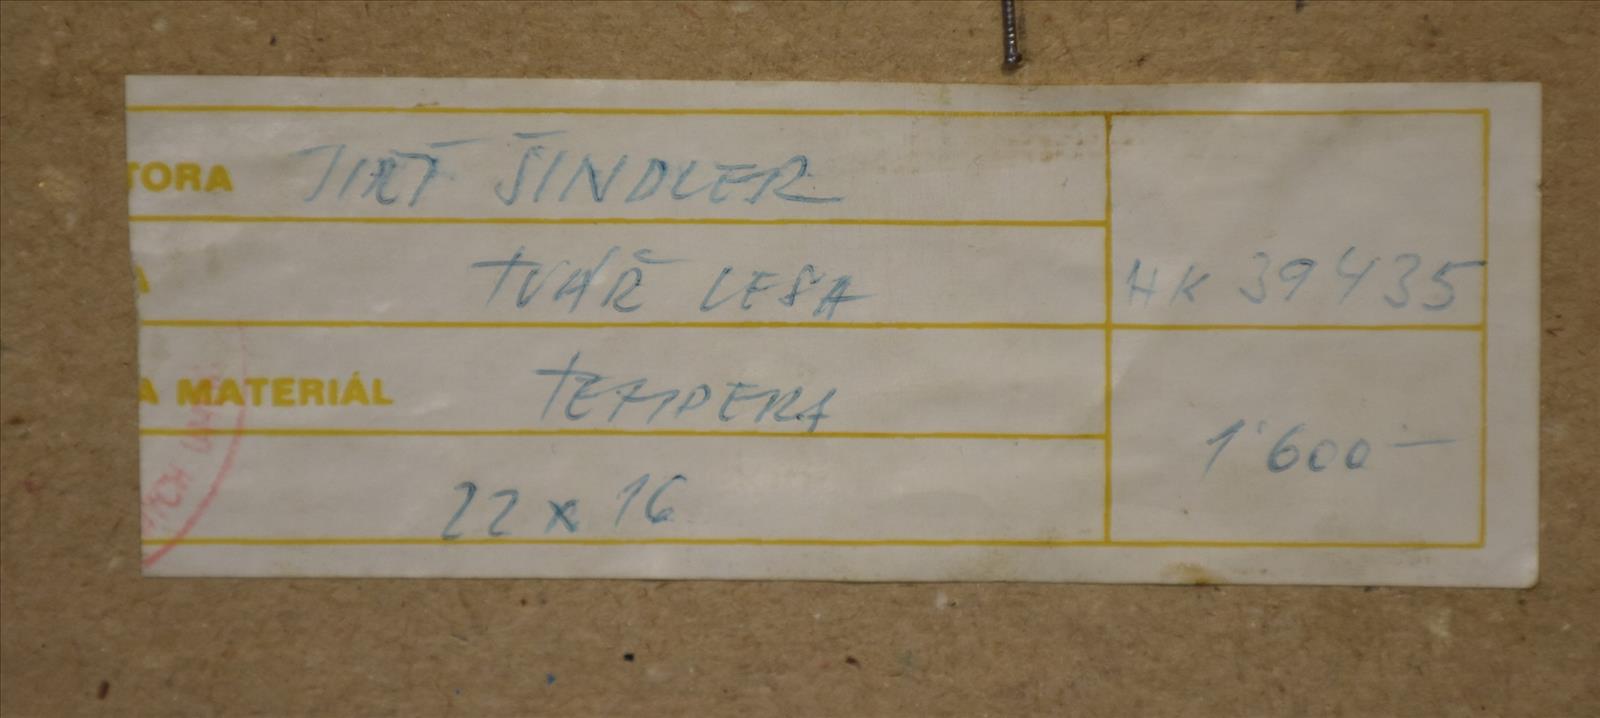 TORA JIŘÍ ŠINDLER
A TVÁŘ LESA HK 39435
A MATERIÁL TEMPERA
22 x 16 1'600-